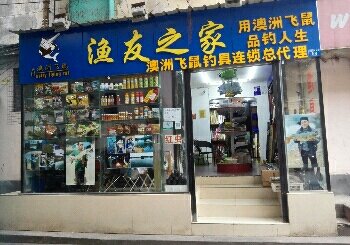 渔友之家
用澳洲飞鼠
品钓人生
澳洲飞鼠钓具连锁总代理